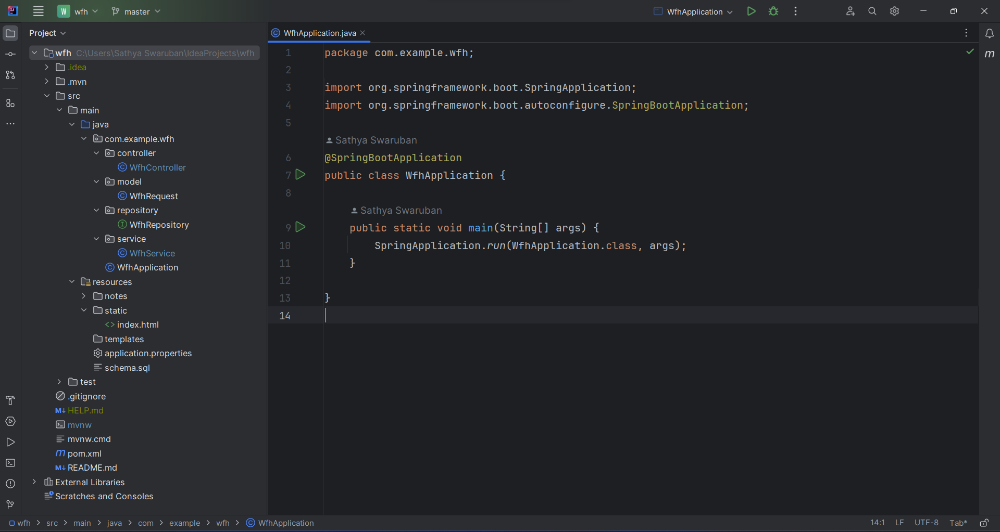 W wfh master
WfhApplication
Project
wfh C:\Users\Sathya Swaruban\IdeaProjects\wfh
.idea
.mvn
src
main
java
com.example.wfh
controller
WfhController
model
WfhRequest
repository
WfhRepository
service
WfhService
WfhApplication
resources
notes
static
index.html
templates
application.properties
schema.sql
test
.gitignore
M↓ HELP.md
mvnw
mvnw.cmd
m pom.xml
M↓ README.md
External Libraries
Scratches and Consoles
WfhApplication.java
m
1 package com.example.wfh;
2
3 import org.springframework.boot.SpringApplication;
4 import org.springframework.boot.autoconfigure.SpringBootApplication;
5
Sathya Swaruban
6 @SpringBootApplication
7 public class WfhApplication {
8
Sathya Swaruban
9 public static void main(String[] args) {
10 SpringApplication.run(WfhApplication.class, args);
11 }
12
13 }
14
wfh > src > main > java > com > example > wfh > WfhApplication
14:1 LF UTF-8 Tab*